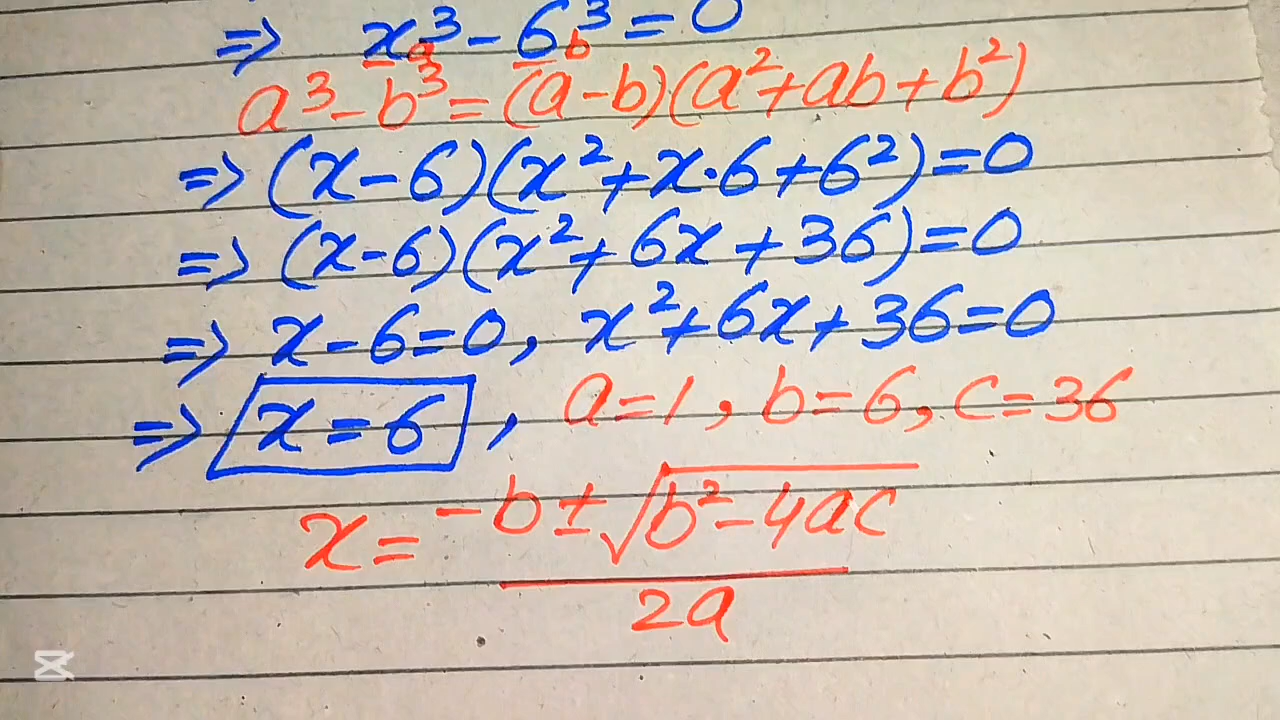 => x³ - 6³ = 0
a b
a³ - b³ = (a - b)(a² + ab + b²)
=> (x - 6)(x² + x·6 + 6²) = 0
=> (x - 6)(x² + 6x + 36) = 0
=> x - 6 = 0, x² + 6x + 36 = 0
=> x = 6, a = 1, b = 6, c = 36
x = -b ± √b² - 4ac
2a